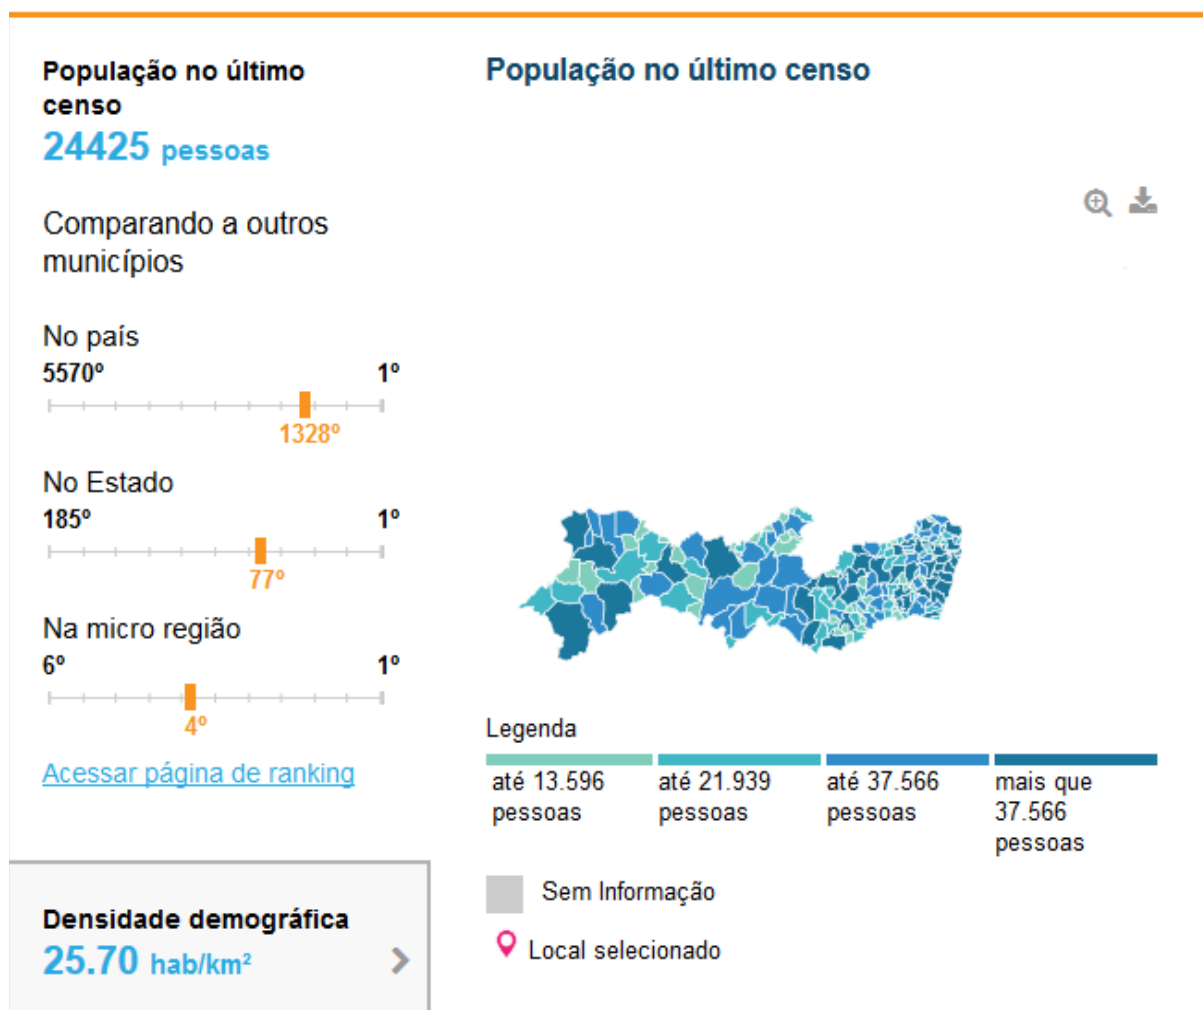 População no último
censo
24425 pessoas
Comparando a outros
municípios
No país
5570º 1º
1328º
No Estado
185º 1º
77º
Na micro região
6º 1º
4º
Acessar página de ranking
Densidade demográfica
25.70 hab/km²
População no último censo
Legenda
até 13.596
pessoas
até 21.939
pessoas
até 37.566
pessoas
mais que
37.566
pessoas
Sem Informação
Local selecionado